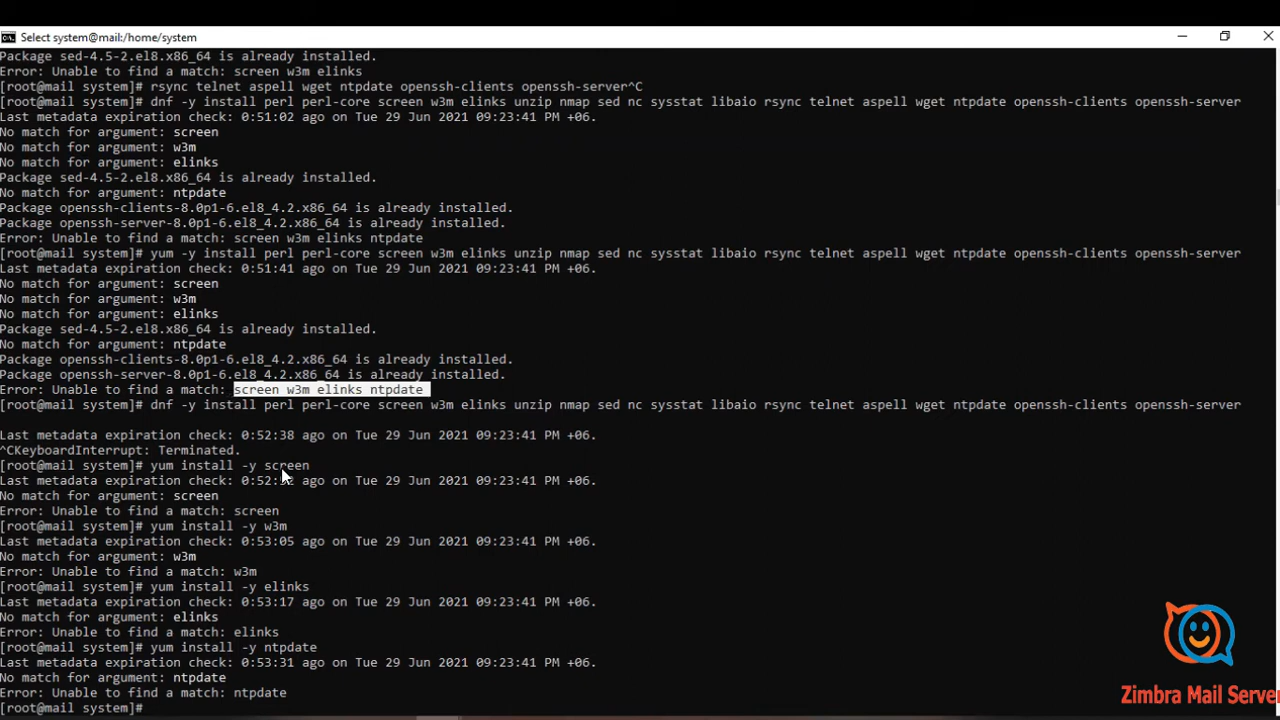 Select system@mail:/home/system
Package sed-4.5-2.el8.x86_64 is already installed.
Error: Unable to find a match: screen w3m elinks
[root@mail system]# rsync telnet aspell wget ntpdate openssh-clients openssh-server^C
[root@mail system]# dnf -y install perl perl-core screen w3m elinks unzip nmap sed nc sysstat libaio rsync telnet aspell wget ntpdate openssh-clients openssh-server
Last metadata expiration check: 0:51:02 ago on Tue 29 Jun 2021 09:23:41 PM +06.
No match for argument: screen
No match for argument: w3m
No match for argument: elinks
Package sed-4.5-2.el8.x86_64 is already installed.
No match for argument: ntpdate
Package openssh-clients-8.0p1-6.el8_4.2.x86_64 is already installed.
Package openssh-server-8.0p1-6.el8_4.2.x86_64 is already installed.
Error: Unable to find a match: screen w3m elinks ntpdate
[root@mail system]# yum -y install perl perl-core screen w3m elinks unzip nmap sed nc sysstat libaio rsync telnet aspell wget ntpdate openssh-clients openssh-server
Last metadata expiration check: 0:51:41 ago on Tue 29 Jun 2021 09:23:41 PM +06.
No match for argument: screen
No match for argument: w3m
No match for argument: elinks
Package sed-4.5-2.el8.x86_64 is already installed.
No match for argument: ntpdate
Package openssh-clients-8.0p1-6.el8_4.2.x86_64 is already installed.
Package openssh-server-8.0p1-6.el8_4.2.x86_64 is already installed.
Error: Unable to find a match: screen w3m elinks ntpdate
[root@mail system]# dnf -y install perl perl-core screen w3m elinks unzip nmap sed nc sysstat libaio rsync telnet aspell wget ntpdate openssh-clients openssh-server
Last metadata expiration check: 0:52:38 ago on Tue 29 Jun 2021 09:23:41 PM +06.
^CKeyboardInterrupt: Terminated.
[root@mail system]# yum install -y screen
Last metadata expiration check: ago on Tue 29 Jun 2021 09:23:41 PM +06.
No match for argument: screen
Error: Unable to find a match: screen
[root@mail system]# yum install -y w3m
Last metadata expiration check: 0:53:05 ago on Tue 29 Jun 2021 09:23:41 PM +06.
No match for argument: w3m
Error: Unable to find a match: w3m
[root@mail system]# yum install -y elinks
Last metadata expiration check: 0:53:17 ago on Tue 29 Jun 2021 09:23:41 PM +06.
No match for argument: elinks
Error: Unable to find a match: elinks
[root@mail system]# yum install -y ntpdate
Last metadata expiration check: 0:53:31 ago on Tue 29 Jun 2021 09:23:41 PM +06.
No match for argument: ntpdate
Error: Unable to find a match: ntpdate
[root@mail system]#
Zimbra Mail Server